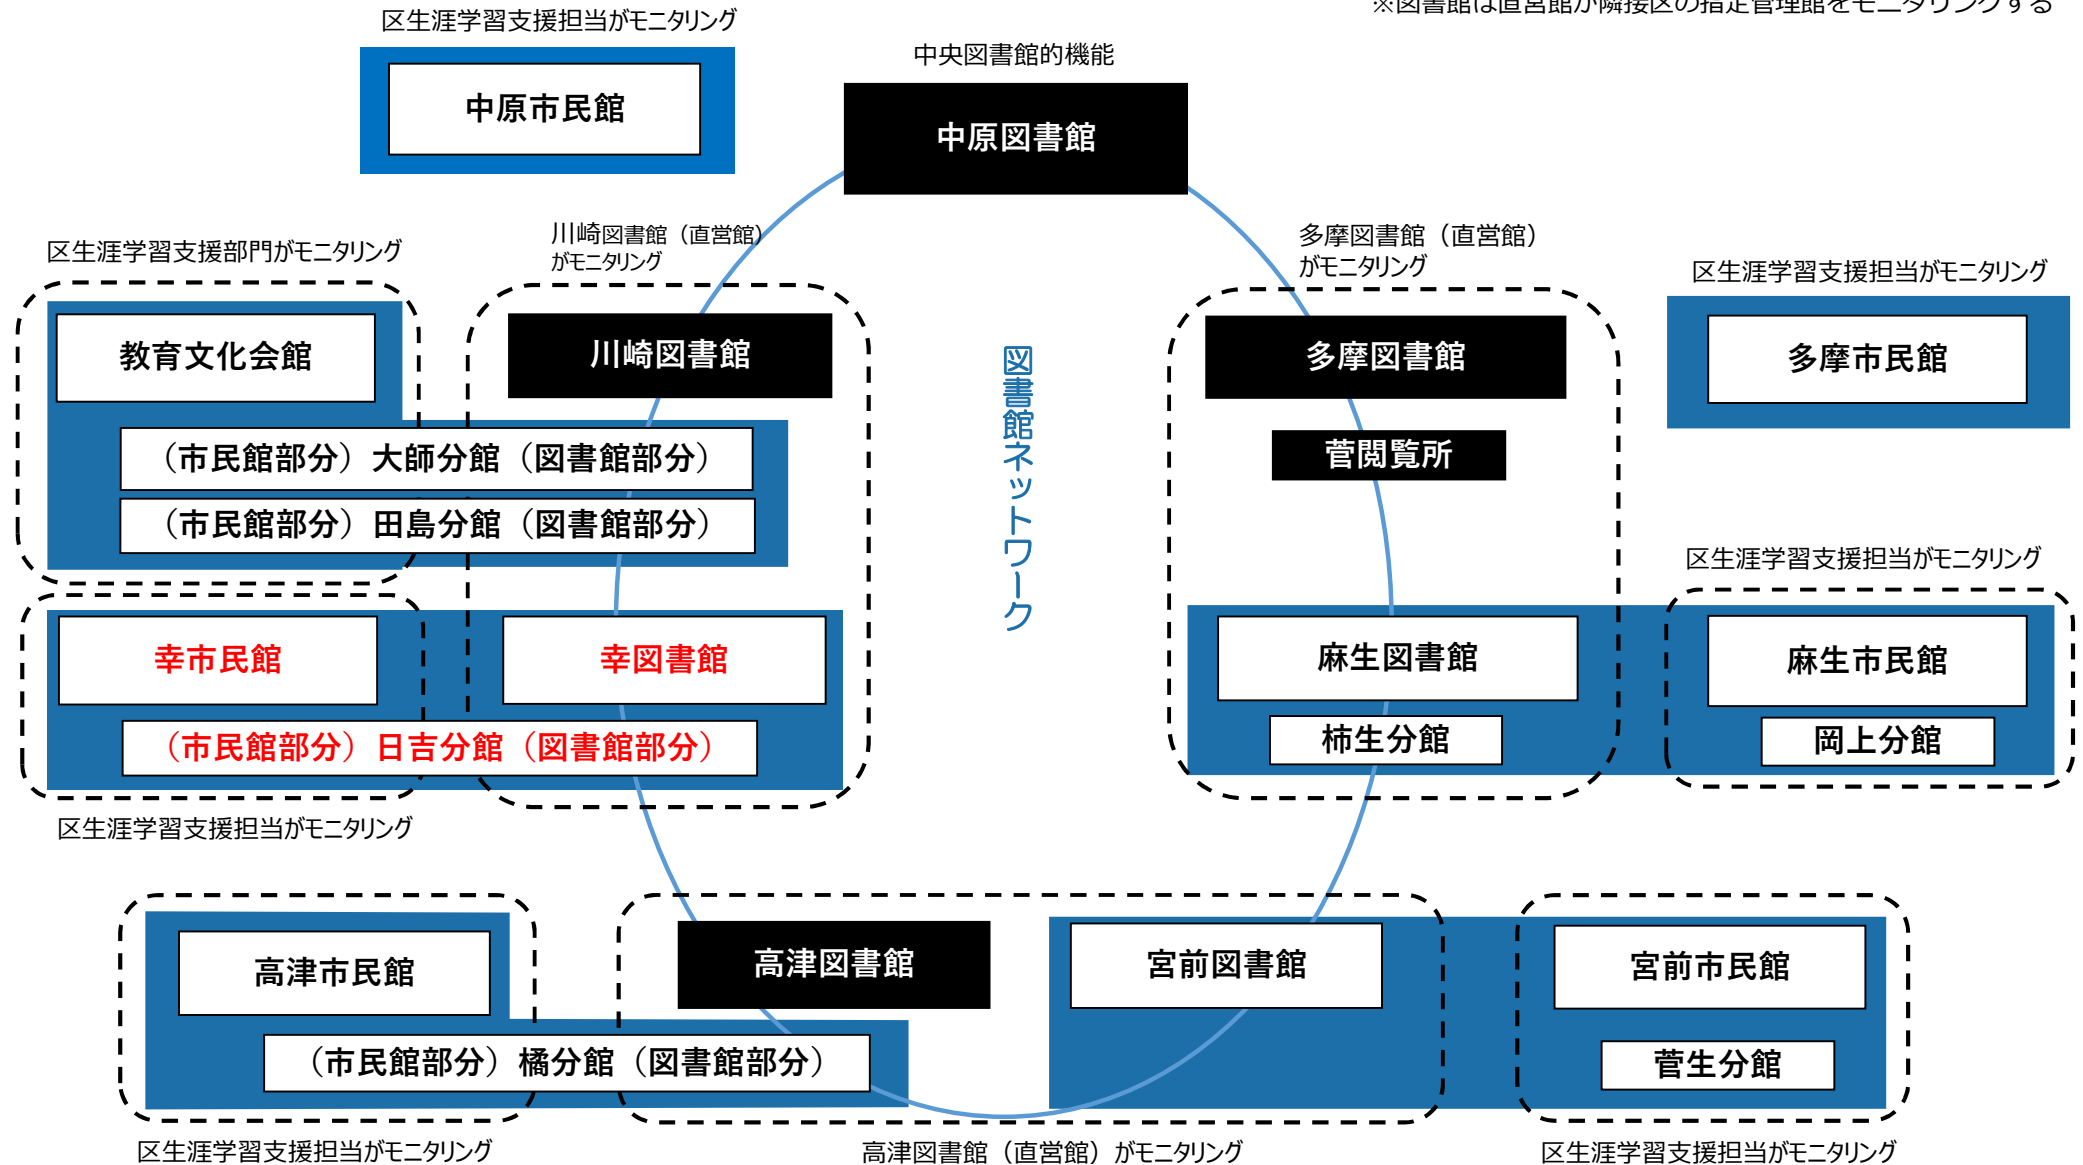 ※図書館は直営館が隣接区の指定管理館をモニタリングする
区生涯学習支援担当がモニタリング
中原市民館
中央図書館的機能
中原図書館
区生涯学習支援部門がモニタリング
川崎図書館（直営館）
がモニタリング
多摩図書館（直営館）
がモニタリング
区生涯学習支援担当がモニタリング
教育文化会館
川崎図書館
図書館ネットワーク
多摩図書館
多摩市民館
（市民館部分）大師分館（図書館部分）
菅閲覧所
（市民館部分）田島分館（図書館部分）
区生涯学習支援担当がモニタリング
幸市民館
幸図書館
麻生図書館
麻生市民館
（市民館部分）日吉分館（図書館部分）
柿生分館
岡上分館
区生涯学習支援担当がモニタリング
高津市民館
高津図書館
宮前図書館
宮前市民館
（市民館部分）橘分館（図書館部分）
菅生分館
区生涯学習支援担当がモニタリング
高津図書館（直営館）がモニタリング
区生涯学習支援担当がモニタリング